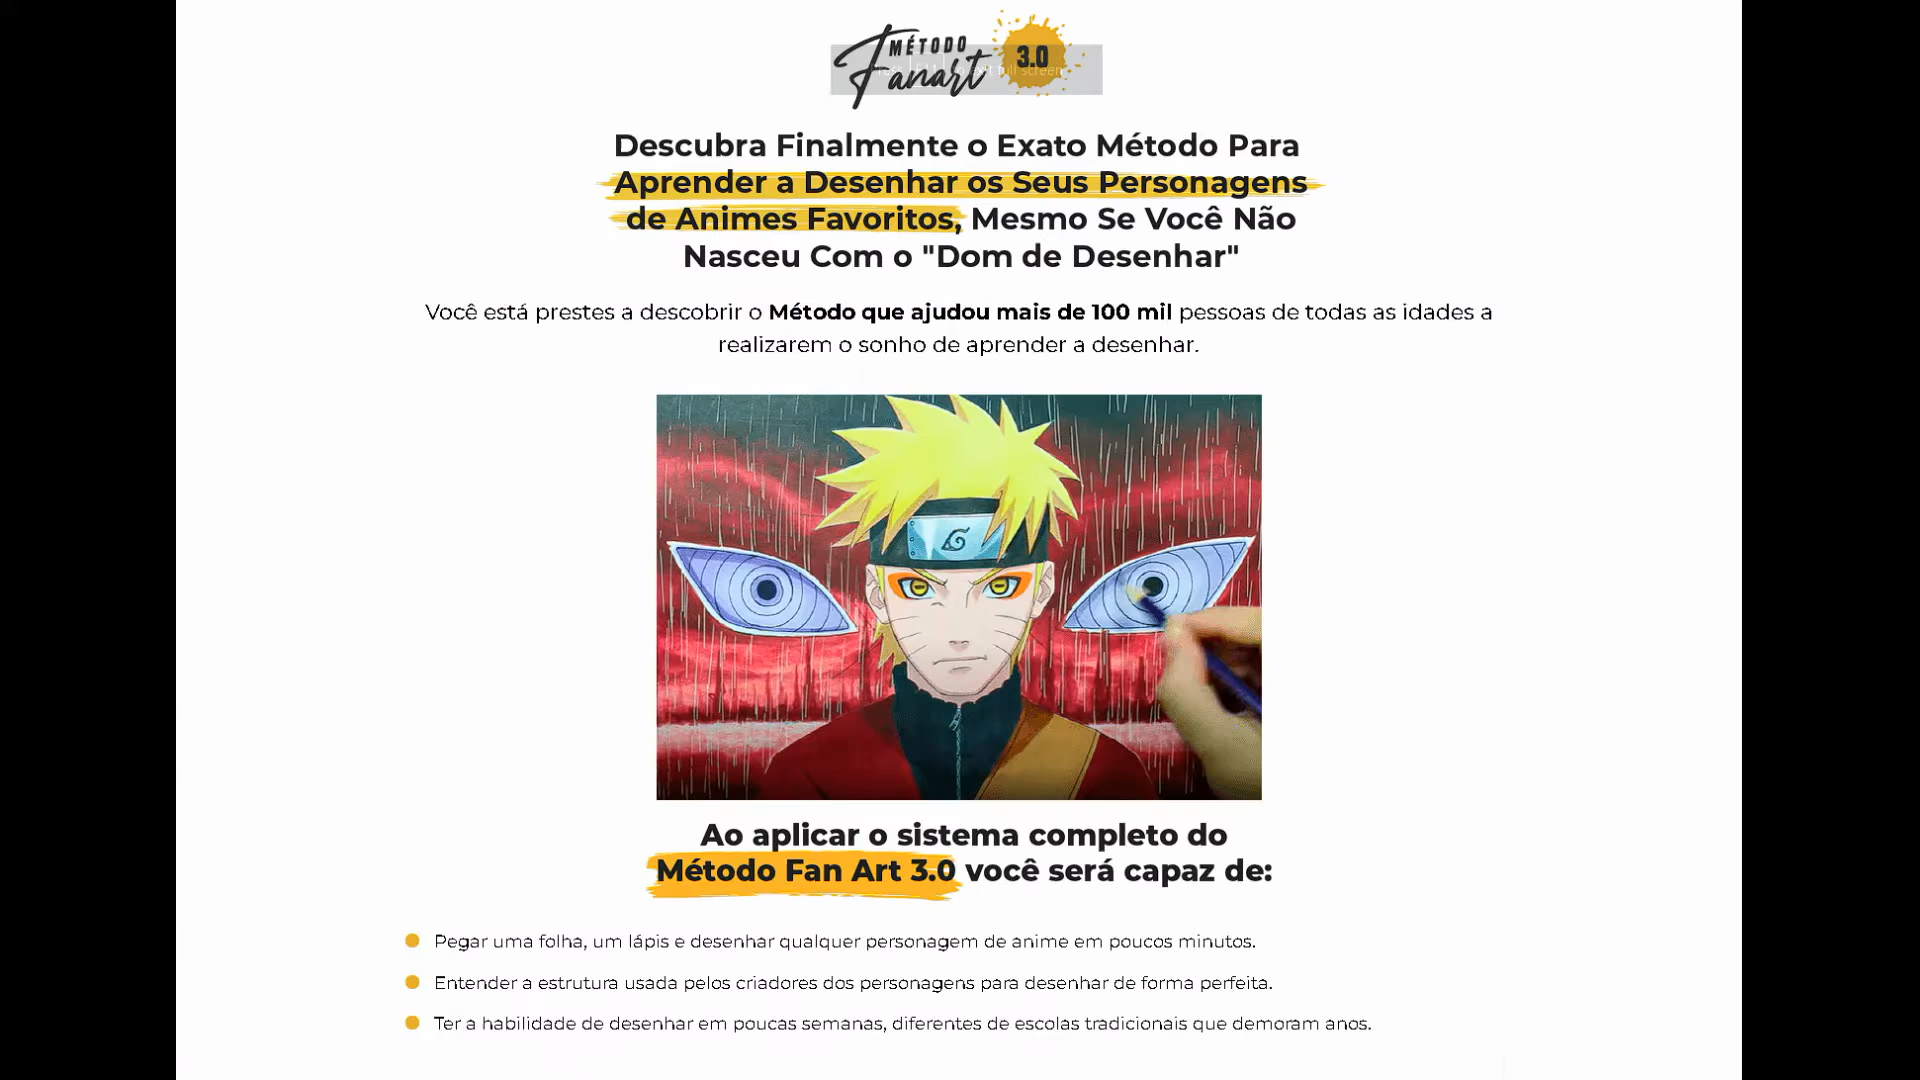 MÉTODO
Fanart
3.0
Descubra Finalmente o Exato Método Para
Aprender a Desenhar os Seus Personagens
de Animes Favoritos, Mesmo Se Você Não
Nasceu Com o "Dom de Desenhar"
Você está prestes a descobrir o Método que ajudou mais de 100 mil pessoas de todas as idades a
realizarem o sonho de aprender a desenhar.
Ao aplicar o sistema completo do
Método Fan Art 3.0 você será capaz de:
Pegar uma folha, um lápis e desenhar qualquer personagem de anime em poucos minutos.
Entender a estrutura usada pelos criadores dos personagens para desenhar de forma perfeita.
Ter a habilidade de desenhar em poucas semanas, diferentes de escolas tradicionais que demoram anos.